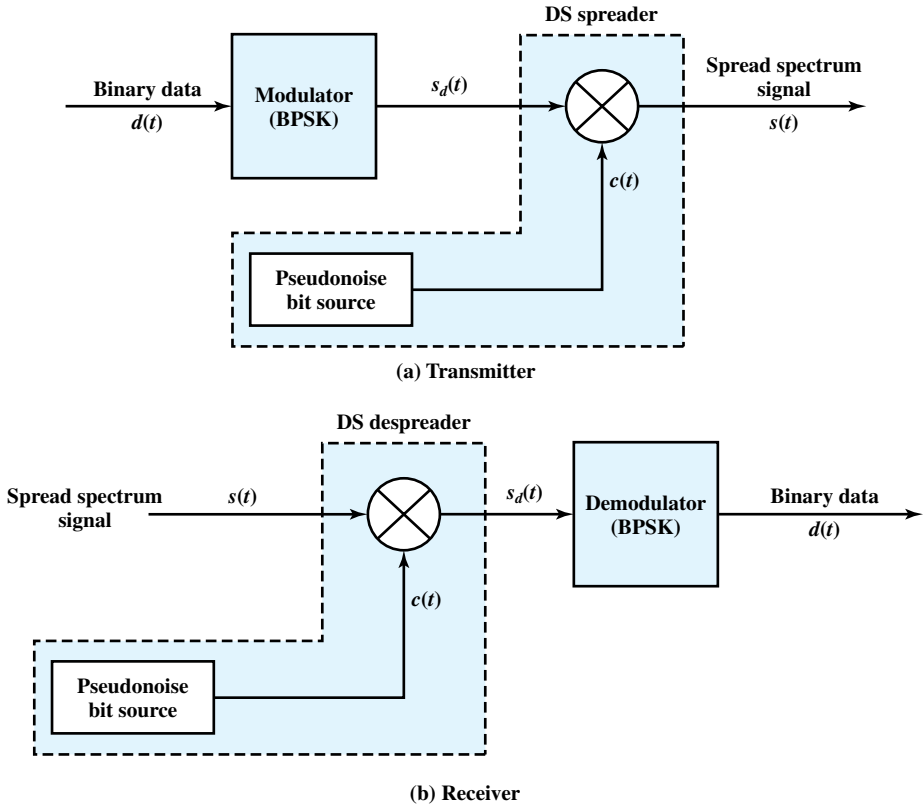 DS spreader
Binary data
d(t)
Modulator
(BPSK)
s_d(t)
Spread spectrum
signal
s(t)
c(t)
Pseudonoise
bit source
(a) Transmitter
DS despreader
Spread spectrum
signal
s(t)
s_d(t)
Demodulator
(BPSK)
Binary data
d(t)
c(t)
Pseudonoise
bit source
(b) Receiver